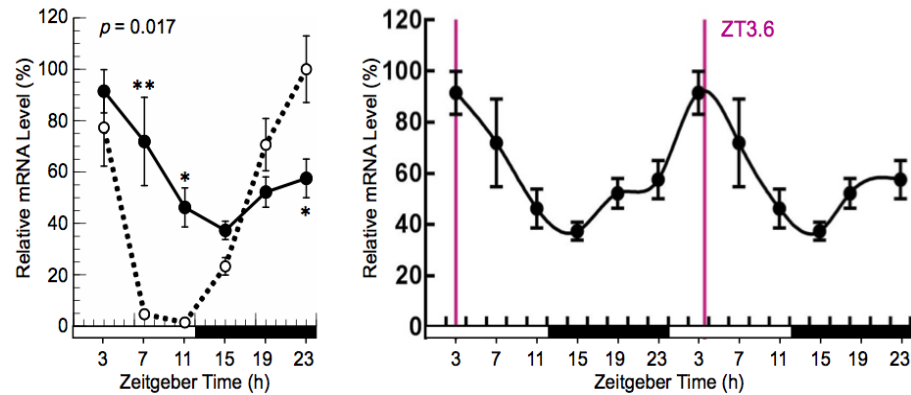 p = 0.017
**
*
*
Relative mRNA Level (%)
120
100
80
60
40
20
0
3 7 11 15 19 23
Zeitgeber Time (h)
ZT3.6
Relative mRNA Level (%)
120
100
80
60
40
20
0
3 7 11 15 19 23 3 7 11 15 19 23
Zeitgeber Time (h)